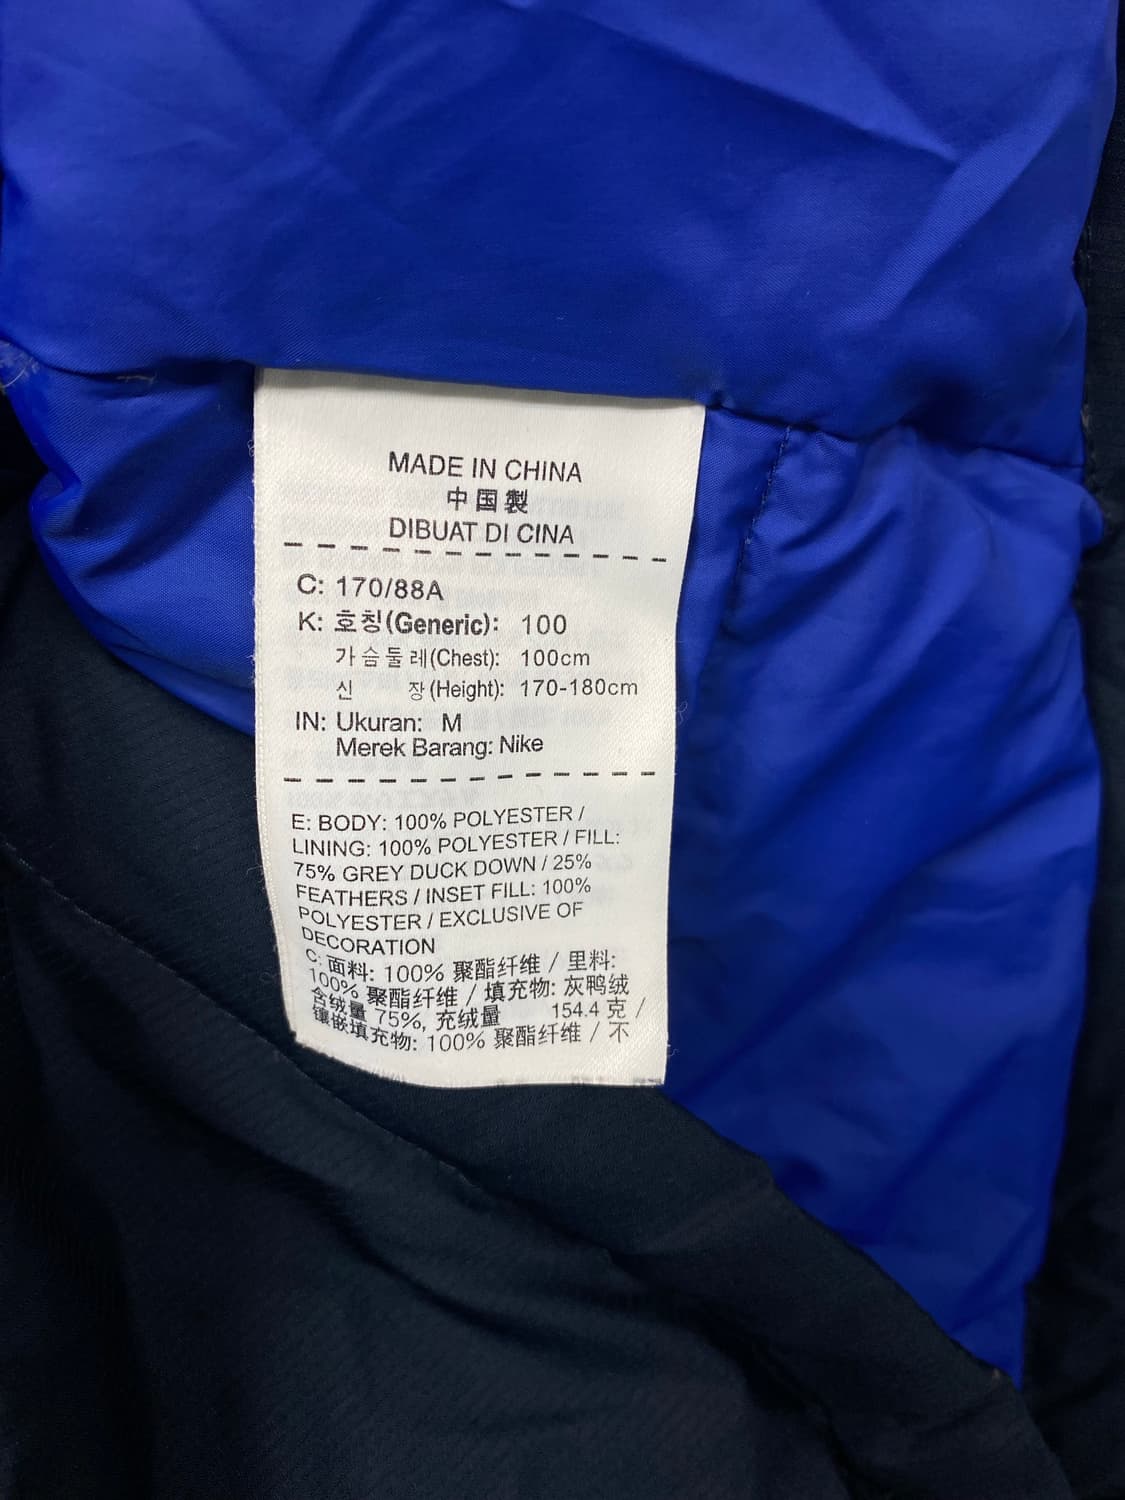 MADE IN CHINA
中国製
DIBUAT DI CINA
C: 170/88A
K: 호칭(Generic): 100
가슴둘레(Chest): 100cm
신 장(Height): 170-180cm
IN: Ukuran: M
Merek Barang: Nike
E: BODY: 100% POLYESTER /
LINING: 100% POLYESTER / FILL:
75% GREY DUCK DOWN / 25%
FEATHERS / INSET FILL: 100%
POLYESTER / EXCLUSIVE OF
DECORATION
C: 面料: 100% 聚酯纤维 / 里料:
100% 聚酯纤维 / 填充物: 灰鸭绒
含绒量 75%, 充绒量 154.4 克 /
镶嵌填充物: 100% 聚酯纤维 / 不